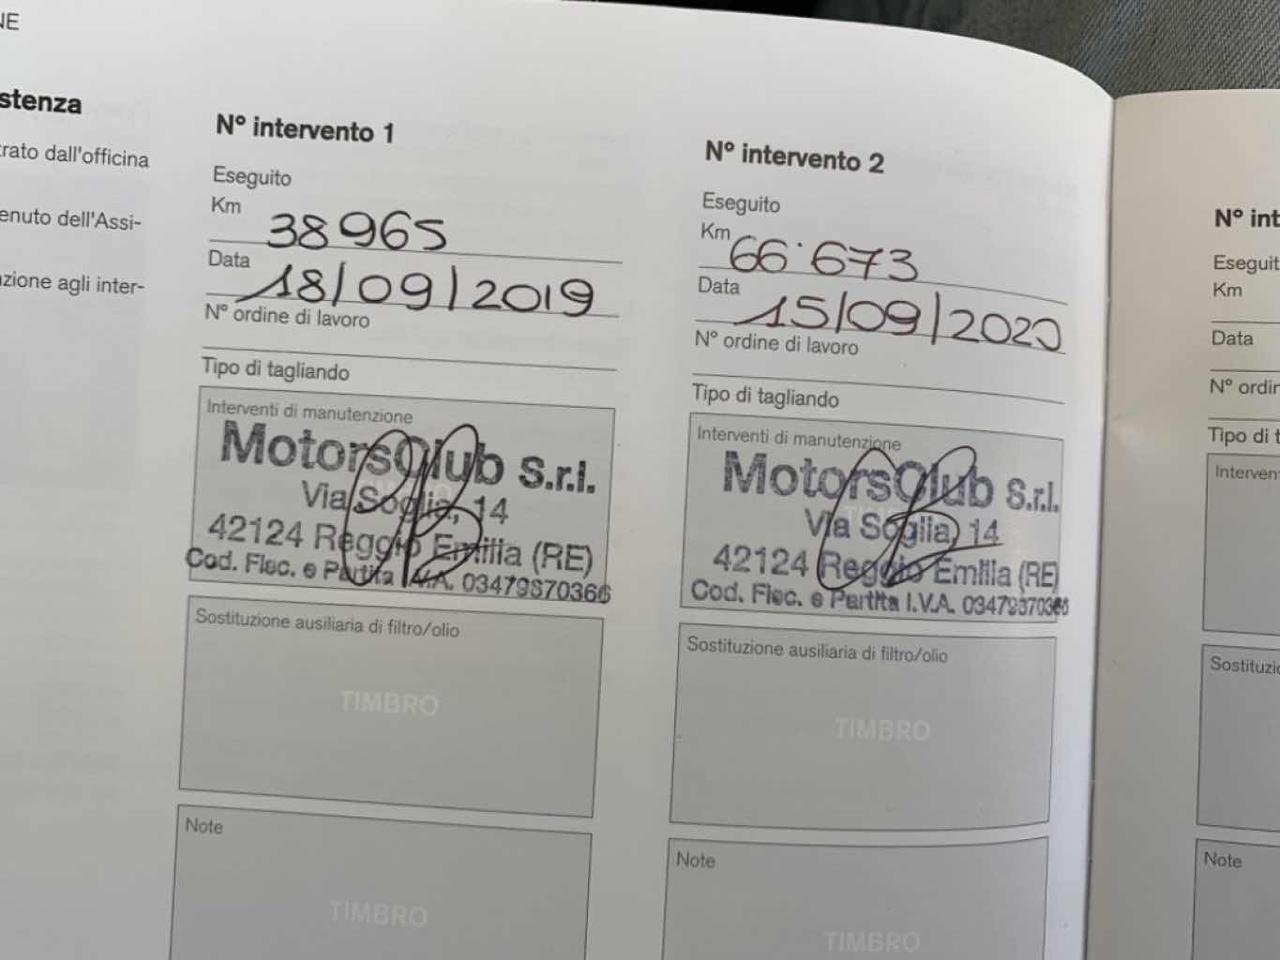 NE
stenza
rato dall'officina
enuto dell'Assi-
zione agli inter-
N° intervento 1
Eseguito
Km 38965
Data 18/09/2019
N° ordine di lavoro
Tipo di tagliando
Interventi di manutenzione
MotorsClub s.r.l.
Via Soglia, 14
42124 Reggio Emilia (RE)
Cod. Fisc. e Partita I.V.A. 03479870366
Sostituzione ausiliaria di filtro/olio
TIMBRO
Note
TIMBRO
N° intervento 2
Eseguito
Km 66·673
Data 15/09/2020
N° ordine di lavoro
Tipo di tagliando
Interventi di manutenzione
MotorsClub s.r.l.
Via Soglia, 14
42124 Reggio Emilia (RE)
Cod. Fisc. e Partita I.V.A. 03479870366
Sostituzione ausiliaria di filtro/olio
TIMBRO
Note
TIMBRO
N° int
Eseguit
Km
Data
N° ordin
Tipo di t
Interven
Sostituzio
Note